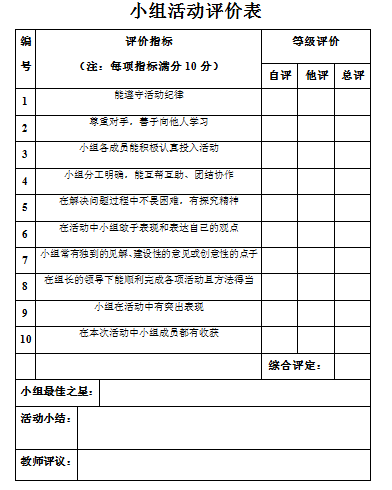 小组活动评价表
编号 评价指标 等级评价
（注：每项指标满分 10 分） 自评 他评 总评
1 能遵守活动纪律
2 尊重对手，善于向他人学习
3 小组各成员能积极认真投入活动
4 小组分工明确，能互帮互助、团结协作
5 在解决问题过程中不畏困难，有探究精神
6 在活动中小组敢于表现和表达自已的观点
7 小组常有独到的见解、建设性的意见或创意性的点子
8 在组长的领导下能顺利完成各项活动且方法得当
9 小组在活动中有突出表现
10 在本次活动中小组成员都有收获
综合评定：
小组最佳之星：
活动小结：
教师评议：